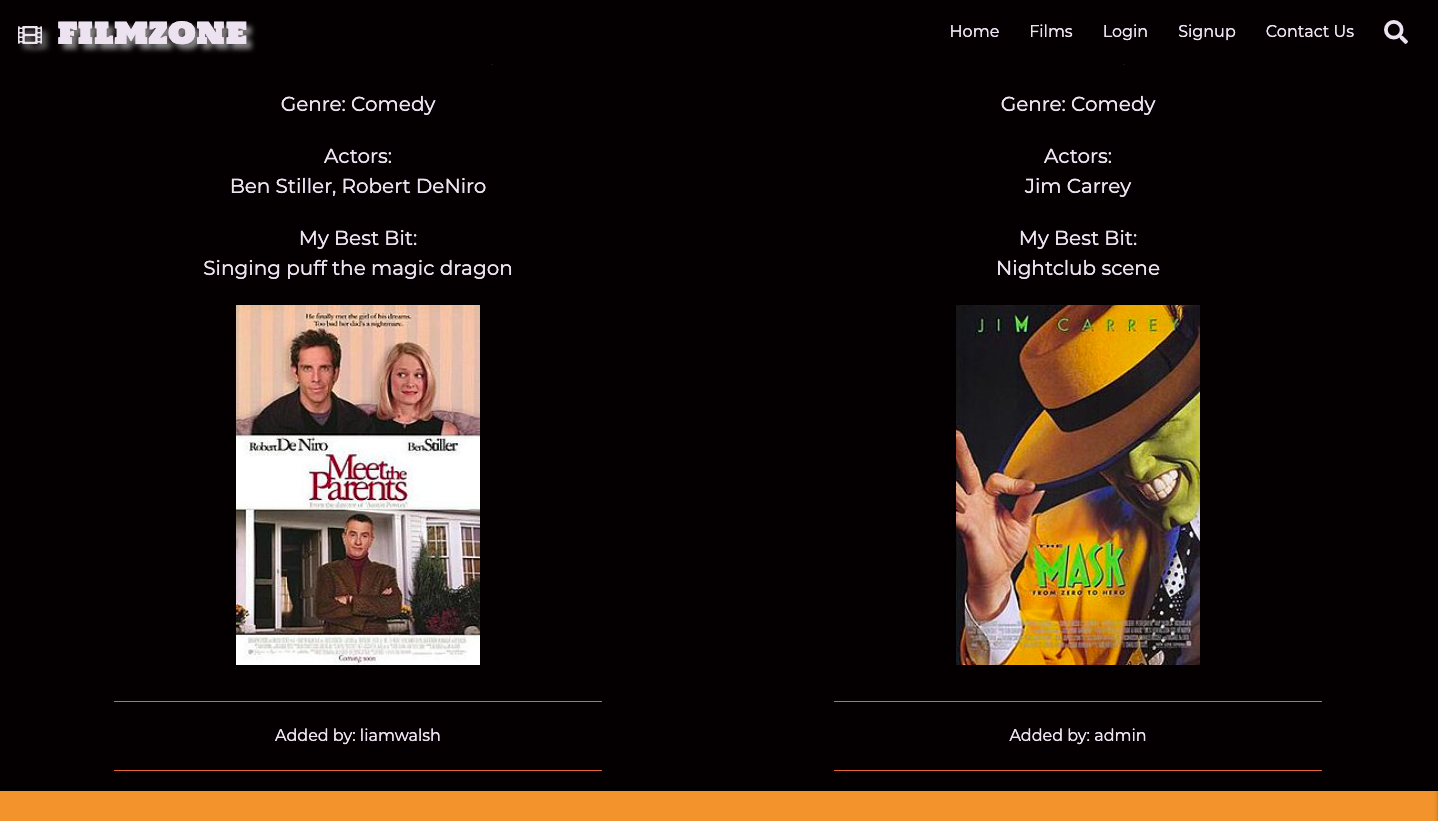 FILMZONE
Home Films Login Signup Contact Us
Genre: Comedy
Actors:
Ben Stiller, Robert DeNiro
My Best Bit:
Singing puff the magic dragon
He finally met the girl of his dreams.
Too bad her dad's a nightmare.
Robert De Niro Ben Stiller
Meet the
Parents
Coming soon
Added by: liamwalsh
Genre: Comedy
Actors:
Jim Carrey
My Best Bit:
Nightclub scene
JIM CARREY
THE
MASK
FROM ZERO TO HERO
Added by: admin